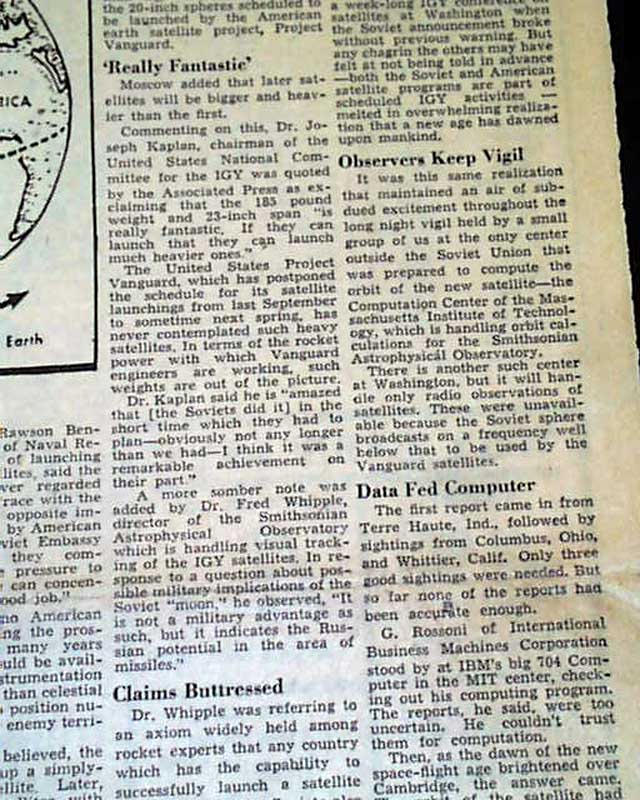 RICA
Earth
Rawson Ben-
of Naval Re-
of launching
lites, said the
ver regarded
race with the
opposite im-
by American
viet Embassy
they com-
pressure to
can concen-
ood job."
no American
ng the pros-
many years
uld be avail-
strumentation
than celestial
position nu-
enemy terri-
believed, the
up a simply-
llite. Later,
the 20-inch spheres scheduled to
be launched by the American
earth satellite project, Project
Vanguard.
'Really Fantastic'
Moscow added that later sat-
ellites will be bigger and heav-
ier than the first.
Commenting on this, Dr. Jo-
seph Kaplan, chairman of the
United States National Com-
mittee for the IGY was quoted
by the Associated Press as ex-
claiming that the 185 pound
weight and 23-inch span "is
really fantastic. If they can
launch that they can launch
much heavier ones."
The United States Project
Vanguard, which has postponed
the schedule for its satellite
launchings from last September
to sometime next spring, has
never contemplated such heavy
satellites. In terms of the rocket
power with which Vanguard
engineers are working, such
weights are out of the picture.
Dr. Kaplan said he is "amazed
that [the Soviets did it] in the
short time which they had to
plan—obviously not any longer
than we had—I think it was a
remarkable achievement on
their part."
A more somber note was
added by Dr. Fred Whipple,
director of the Smithsonian
Astrophysical Observatory
which is handling visual track-
ing of the IGY satellites. In re-
sponse to a question about pos-
sible military implications of the
Soviet "moon," he observed, "It
is not a military advantage as
such, but it indicates the Rus-
sian potential in the area of
missiles."
Claims Buttressed
Dr. Whipple was referring to
an axiom widely held among
rocket experts that any country
which has the capability to
successfully launch a satellite
a week-long IGY conference on
satellites at Washington when
the Soviet announcement broke
without previous warning. But
any chagrin the others may have
felt at not being told in advance
—both the Soviet and American
satellite programs are part of
scheduled IGY activities —
melted in overwhelming realiza-
tion that a new age has dawned
upon mankind.
Observers Keep Vigil
It was this same realization
that maintained an air of sub-
dued excitement throughout the
long night vigil held by a small
group of us at the only center
outside the Soviet Union that
was prepared to compute the
orbit of the new satellite—the
Computation Center of the Mas-
sachusetts Institute of Technol-
ogy, which is handling orbit cal-
culations for the Smithsonian
Astrophysical Observatory.
There is another such center
at Washington, but it will han-
dle only radio observations of
satellites. These were unavail-
able because the Soviet sphere
broadcasts on a frequency well
below that to be used by the
Vanguard satellites.
Data Fed Computer
The first report came in from
Terre Haute, Ind., followed by
sightings from Columbus, Ohio,
and Whittier, Calif. Only three
good sightings were needed. But
so far none of the reports had
been accurate enough.
G. Rossoni of International
Business Machines Corporation
stood by at IBM's big 704 Com-
puter in the MIT center, check-
ing out his computing program.
The reports, he said, were too
uncertain. He couldn't trust
them for computation.
Then, as the dawn of the new
space-flight age brightened over
Cambridge, the answer came.
of the satellite had